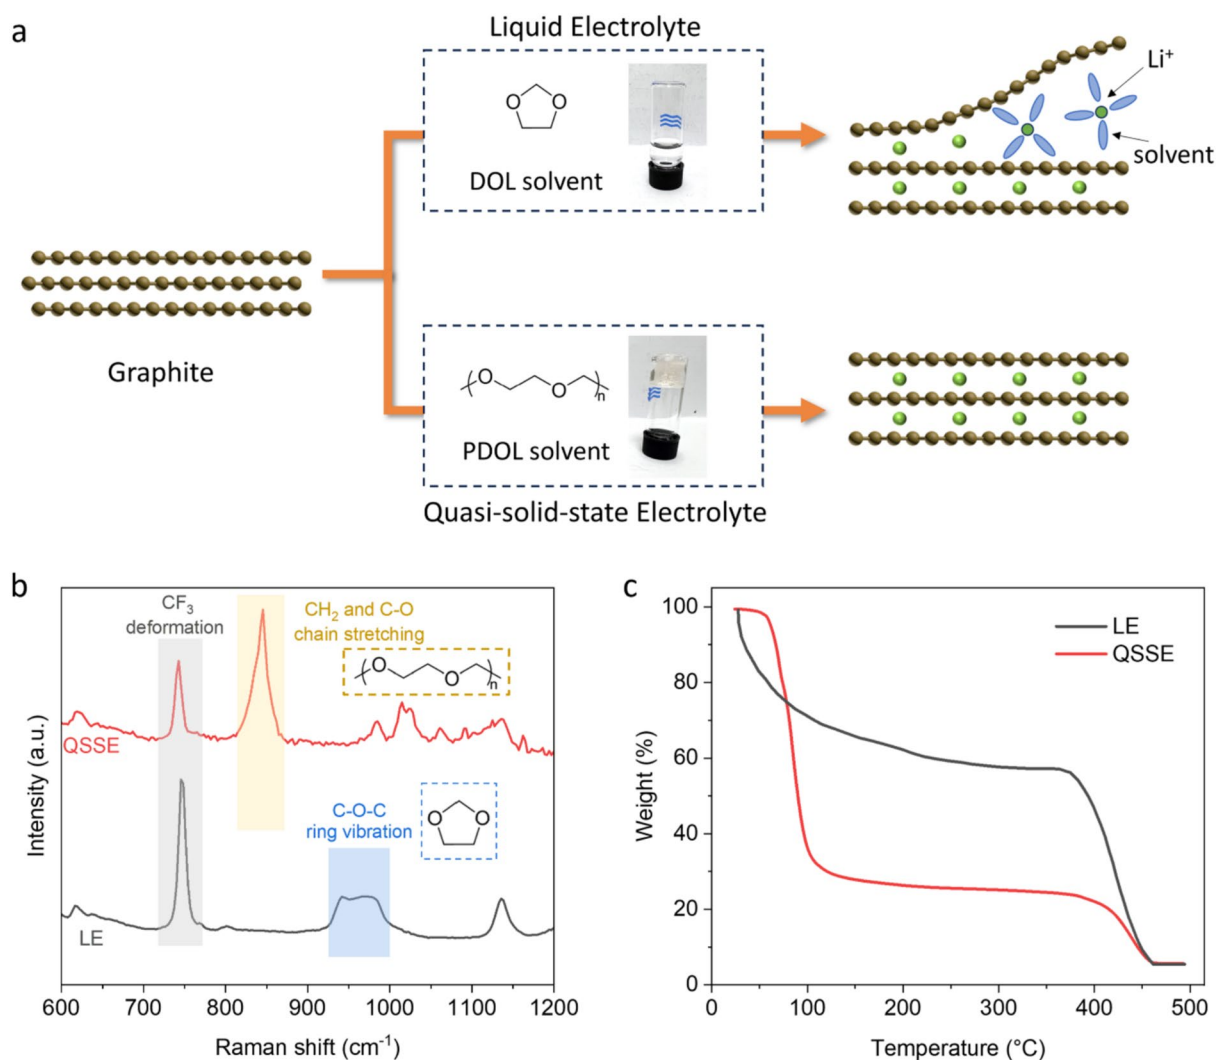 a
Liquid Electrolyte
O
O
DOL solvent
Li⁺
solvent
Graphite
O
O
n
PDOL solvent
Quasi-solid-state Electrolyte
b
CF₃
deformation
CH₂ and C-O
chain stretching
O
O
n
QSSE
C-O-C
ring vibration
O
O
LE
Intensity (a.u.)
600
700
800
900
1000
1100
1200
Raman shift (cm⁻¹)
c
LE
QSSE
Weight (%)
100
80
60
40
20
0
0
100
200
300
400
500
Temperature (°C)